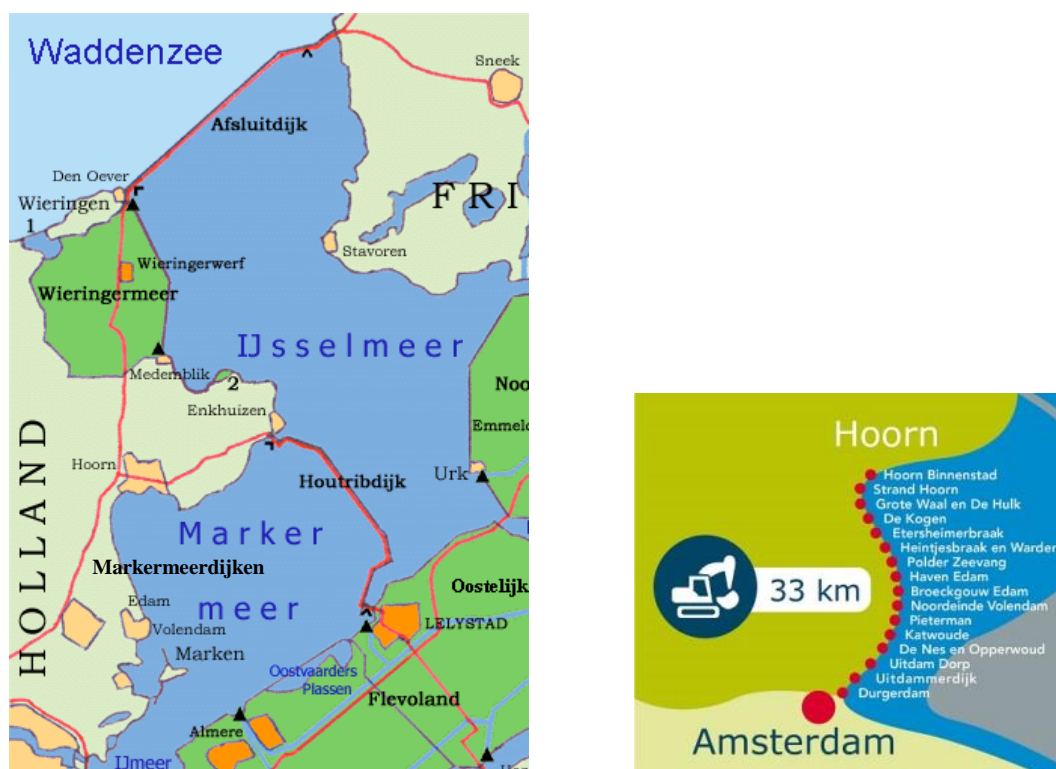 Waddenzee
Sneek
Afsluitdijk
Den Oever
FRI
Wieringen
1
Stavoren
Wieringerwerf
Wieringermeer
IJsselmeer
Medemblik
2
Noo
Enkhuizen
Emmelo
HOLLAND
Hoorn
Urk
Houtribdijk
Marker
meer
Markermeerdijken
Oostelijk
Edam
Volendam
LELYSTAD
Marken
Oostvaarders
Plassen
Flevoland
Almere
IJmeer
Hoorn
Hoorn Binnenstad
Strand Hoorn
Grote Waal en De Hulk
De Kogen
Etersheimerbraak
Heintjesbraak en Warder
Polder Zeevang
33 km
Haven Edam
Broeckgouw Edam
Noordeinde Volendam
Pieterman
Katwoude
De Nes en Opperwoud
Uitdam Dorp
Uitdammerdijk
Durgerdam
Amsterdam